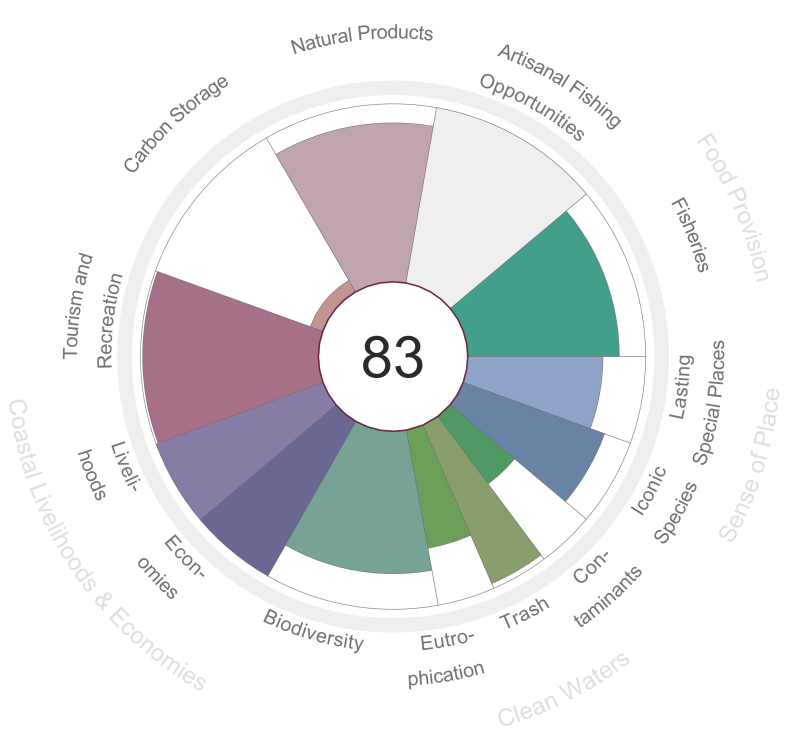 Natural Products
Artisanal Fishing
Opportunities
Carbon Storage
Food Provision
Fisheries
Tourism and
Recreation
83
Lasting
Special Places
Sense of Place
Iconic
Species
Liveli-
hoods
Coastal Livelihoods & Economies
Econ-
omies
Con-
taminants
Trash
Biodiversity
Eutro-
phication
Clean Waters